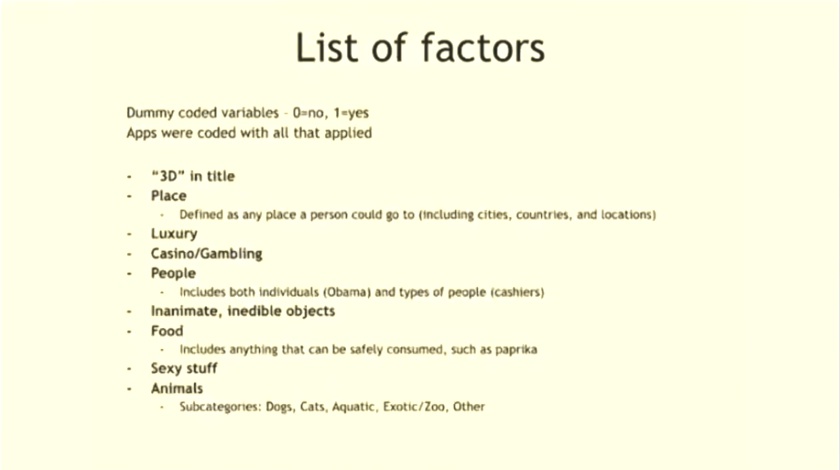 List of factors
Dummy coded variables - 0=no, 1=yes
Apps were coded with all that applied
- "3D" in title
- Place
- Defined as any place a person could go to (including cities, countries, and locations)
- Luxury
- Casino/Gambling
- People
- Includes both individuals (Obama) and types of people (cashiers)
- Inanimate, inedible objects
- Food
- Includes anything that can be safely consumed, such as paprika
- Sexy stuff
- Animals
- Subcategories: Dogs, Cats, Aquatic, Exotic/Zoo, Other